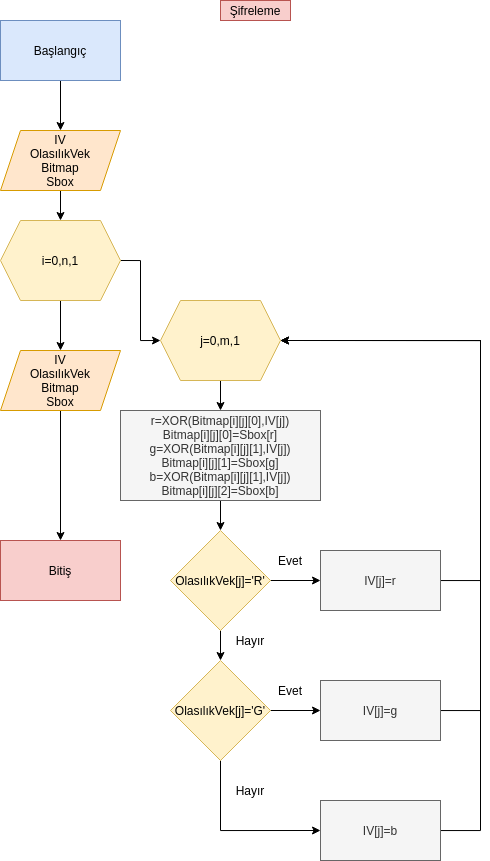 Şifreleme
Başlangıç
IV
OlasılıkVek
Bitmap
Sbox
i=0,n,1
j=0,m,1
IV
OlasılıkVek
Bitmap
Sbox
r=XOR(Bitmap[i][j][0],IV[j])
Bitmap[i][j][0]=Sbox[r]
g=XOR(Bitmap[i][j][1],IV[j])
Bitmap[i][j][1]=Sbox[g]
b=XOR(Bitmap[i][j][1],IV[j])
Bitmap[i][j][2]=Sbox[b]
Bitiş
OlasılıkVek[j]='R'
Evet
IV[j]=r
Hayır
OlasılıkVek[j]='G'
Evet
IV[j]=g
Hayır
IV[j]=b